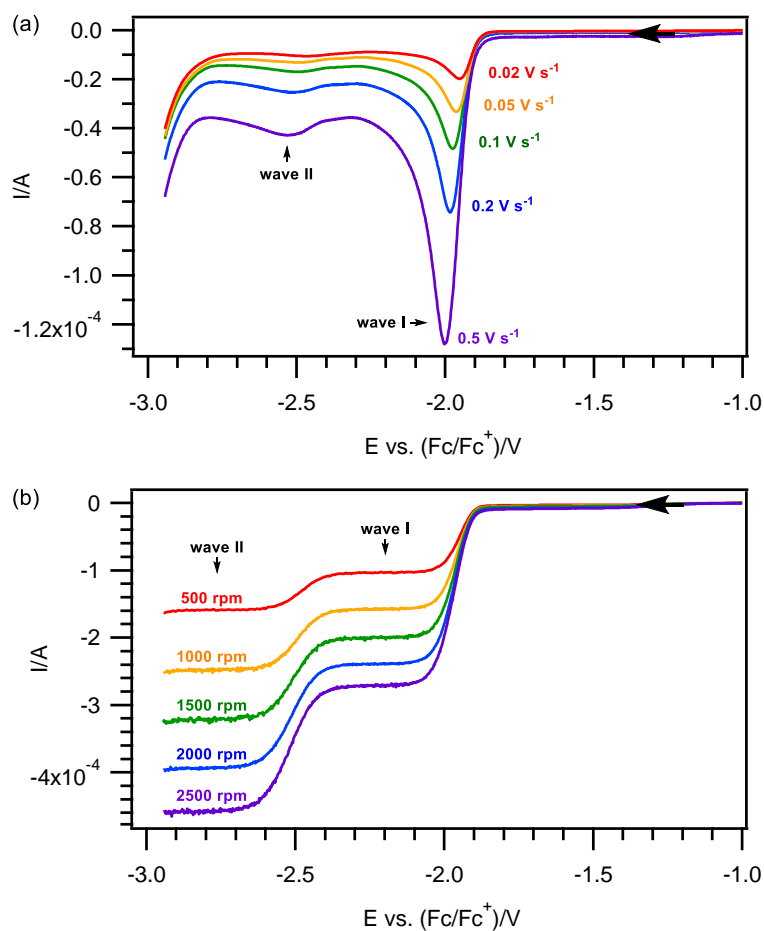 (a)
0.0
-0.2
-0.4
-0.6
-0.8
-1.0
-1.2x10⁻⁴
I/A
0.02 V s⁻¹
0.05 V s⁻¹
0.1 V s⁻¹
wave II
0.2 V s⁻¹
wave I
0.5 V s⁻¹
-3.0 -2.5 -2.0 -1.5 -1.0
E vs. (Fc/Fc⁺)/V
(b)
0
-1
-2
-3
-4x10⁻⁴
I/A
wave I
wave II
500 rpm
1000 rpm
1500 rpm
2000 rpm
2500 rpm
-3.0 -2.5 -2.0 -1.5 -1.0
E vs. (Fc/Fc⁺)/V